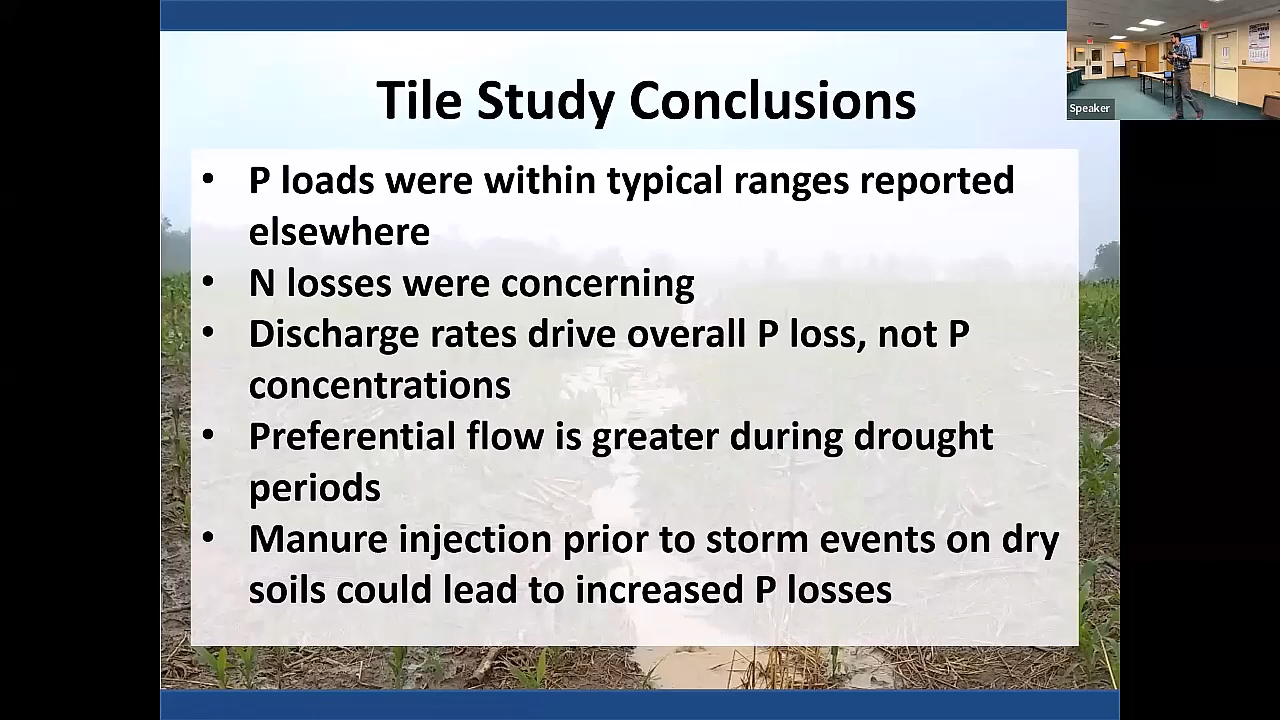 Tile Study Conclusions
• P loads were within typical ranges reported
elsewhere
• N losses were concerning
• Discharge rates drive overall P loss, not P
concentrations
• Preferential flow is greater during drought
periods
• Manure injection prior to storm events on dry
soils could lead to increased P losses
Speaker